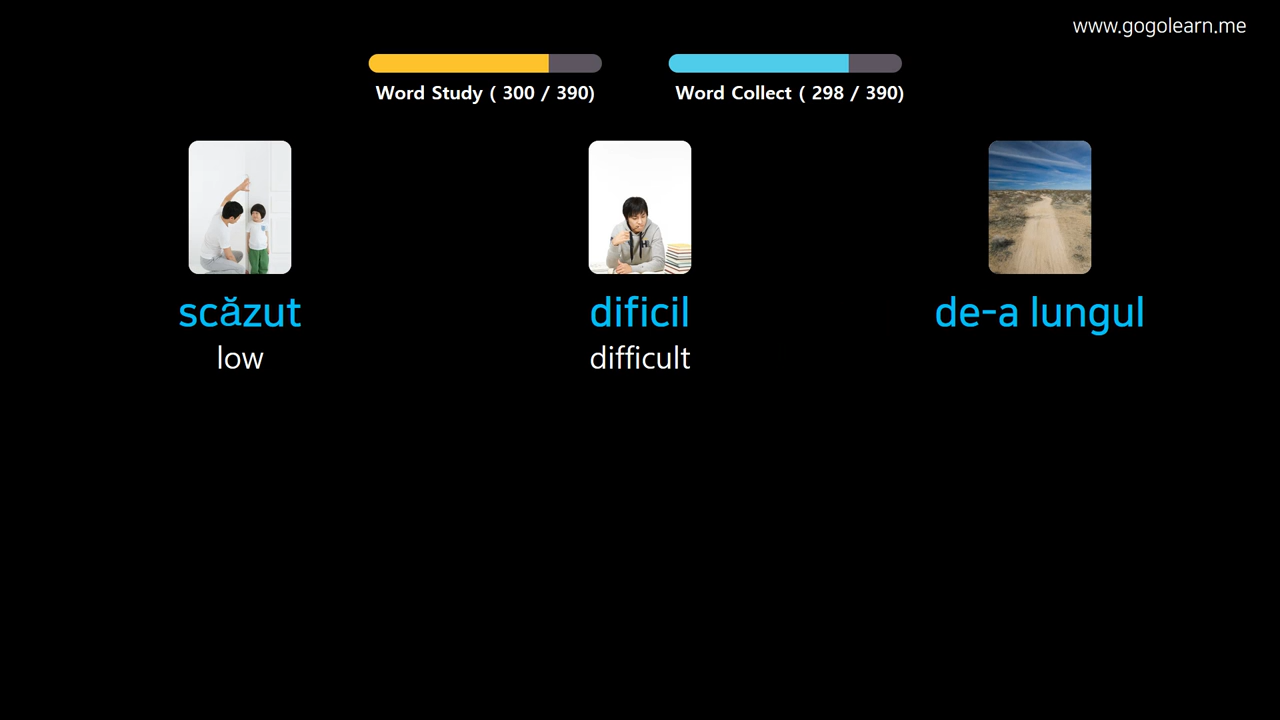 www.gogolearn.me
Word Study ( 300 / 390)
Word Collect ( 298 / 390)
scăzut
dificil
de-a lungul
low
difficult